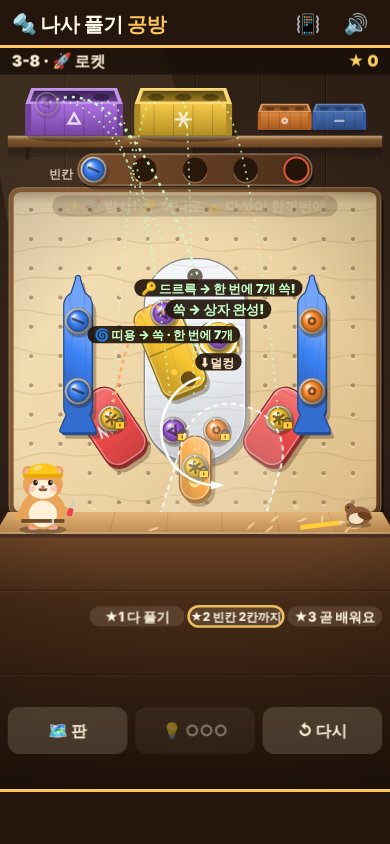 🔩 나사 풀기 공방
3-8 · 🚀 로켓
★ 0
빈칸
🔑 드르륵 → 한 번에 7개 쏙!
쏙 → 상자 완성!
🌀 띠용 → 쏙 · 한 번에 7개
⬇덜컹
★1 다 풀기
★2 빈칸 2칸까지
★3 곧 배워요
🗺️ 판
💡 ○○○
↺ 다시